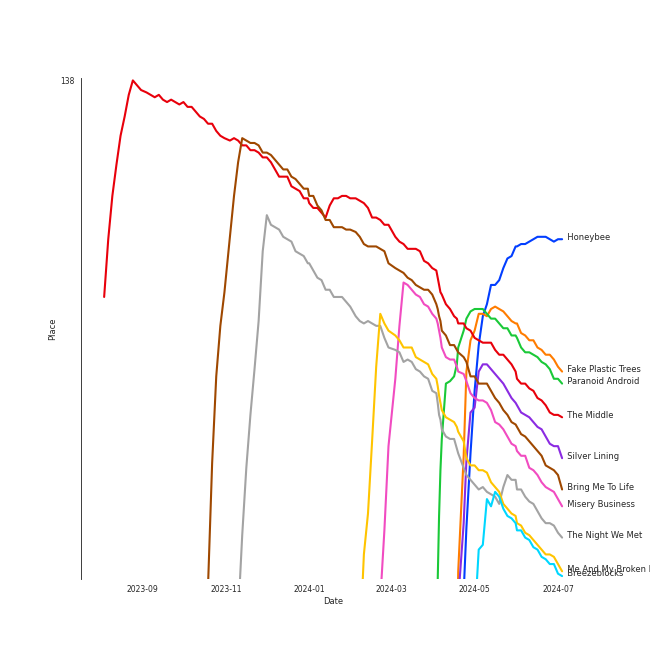 138
Place
Honeybee
Fake Plastic Trees
Paranoid Android
The Middle
Silver Lining
Bring Me To Life
Misery Business
The Night We Met
Me And My Broken
Breezeblocks
2023-09
2023-11
2024-01
2024-03
2024-05
2024-07
Date